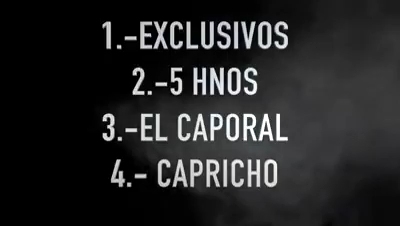 1.-EXCLUSIVOS
2.-5 HNOS
3.-EL CAPORAL
4.- CAPRICHO